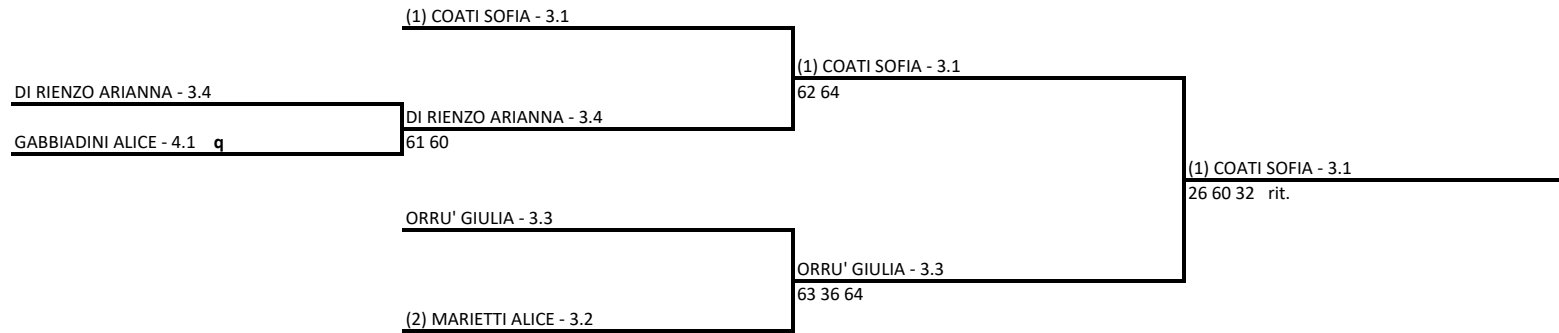 (1) COATI SOFIA - 3.1
(1) COATI SOFIA - 3.1
62 64
DI RIENZO ARIANNA - 3.4
DI RIENZO ARIANNA - 3.4
61 60
GABBIADINI ALICE - 4.1 q
(1) COATI SOFIA - 3.1
26 60 32 rit.
ORRU' GIULIA - 3.3
ORRU' GIULIA - 3.3
63 36 64
(2) MARIETTI ALICE - 3.2